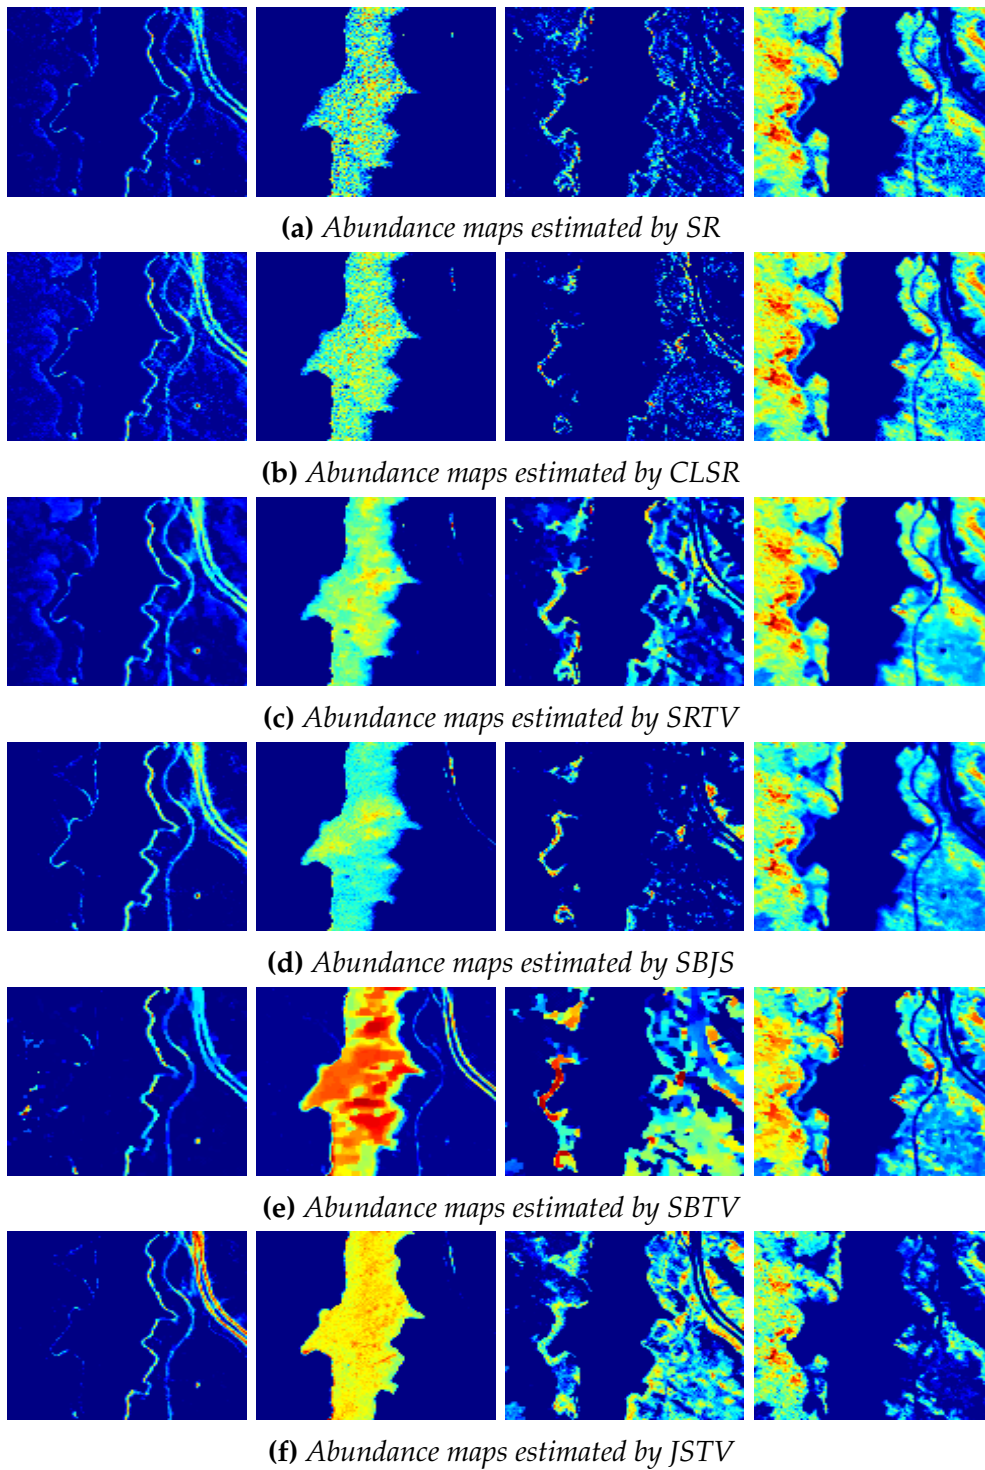 (a) Abundance maps estimated by SR
(b) Abundance maps estimated by CLSR
(c) Abundance maps estimated by SRTV
(d) Abundance maps estimated by SBJS
(e) Abundance maps estimated by SBTV
(f) Abundance maps estimated by JSTV